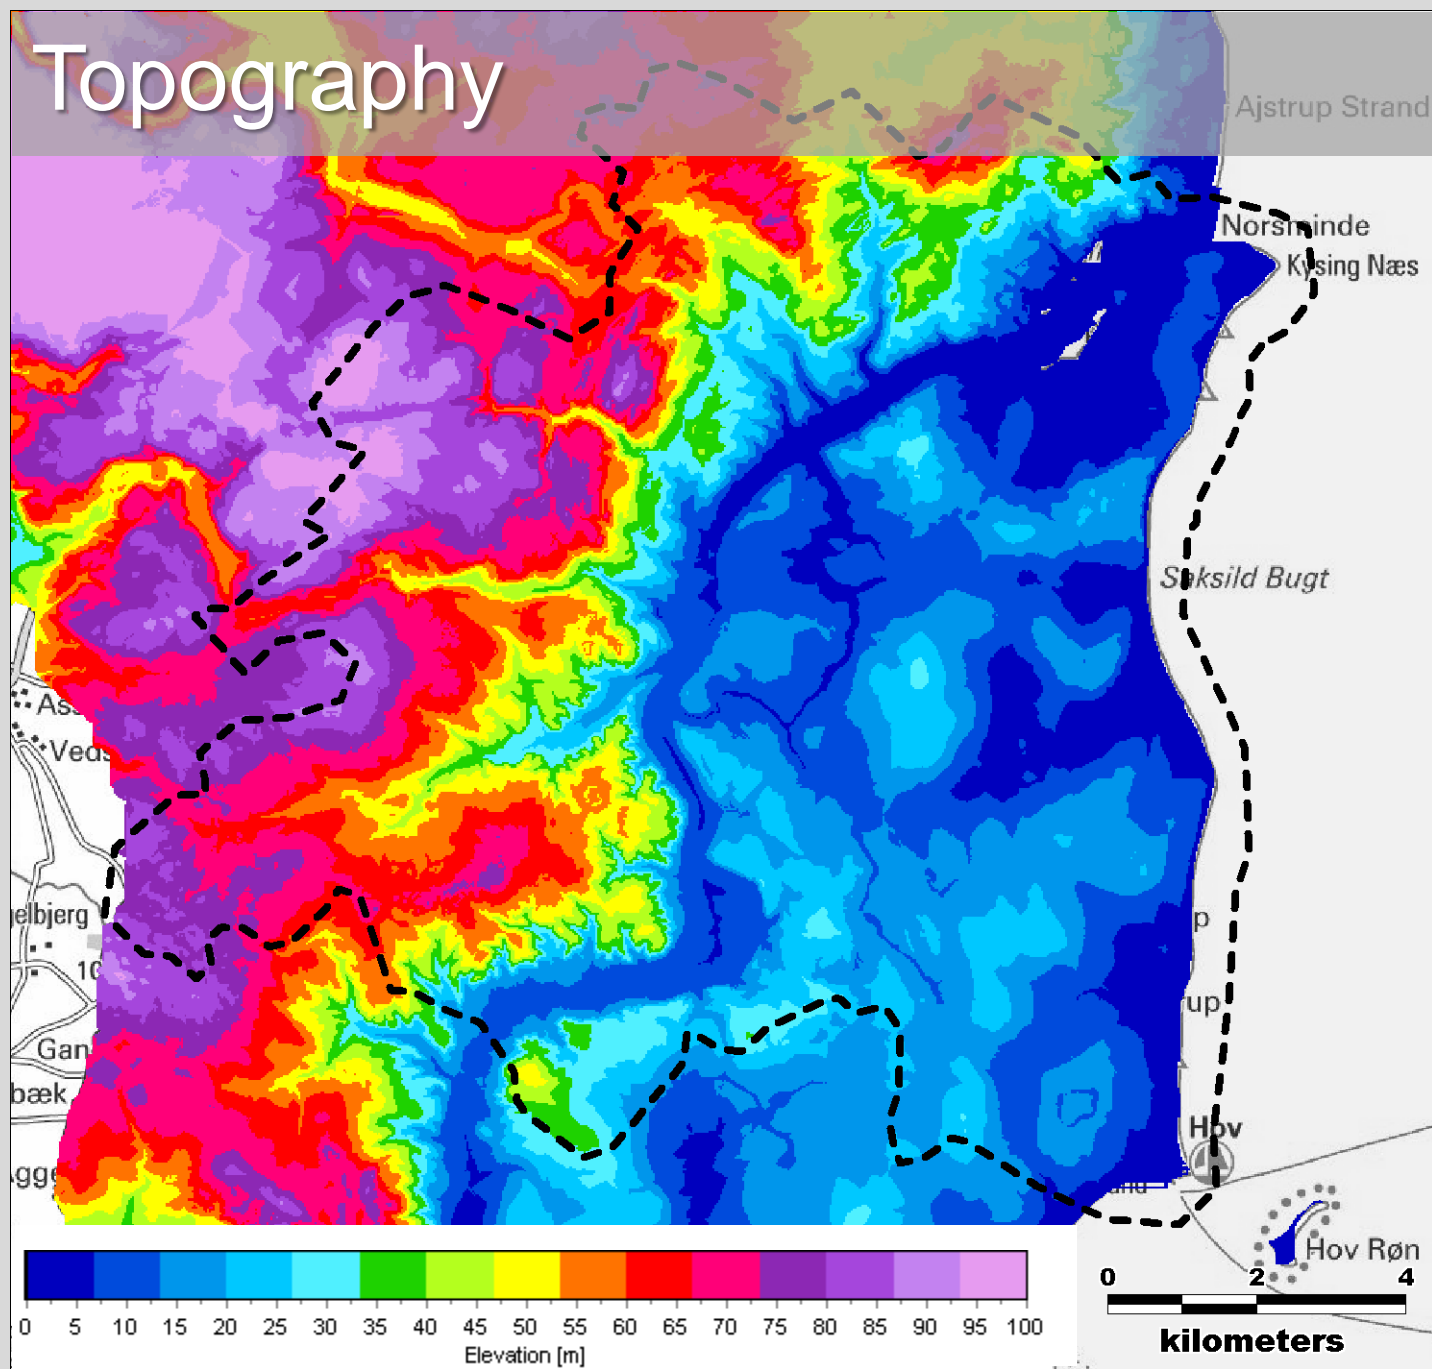 Topography
Ajstrup Strand
Norsminde
Kysing Næs
Saksild Bugt
Hov
Hov Røn
0 2 4
kilometers
0 5 10 15 20 25 30 35 40 45 50 55 60 65 70 75 80 85 90 95 100
Elevation [m]